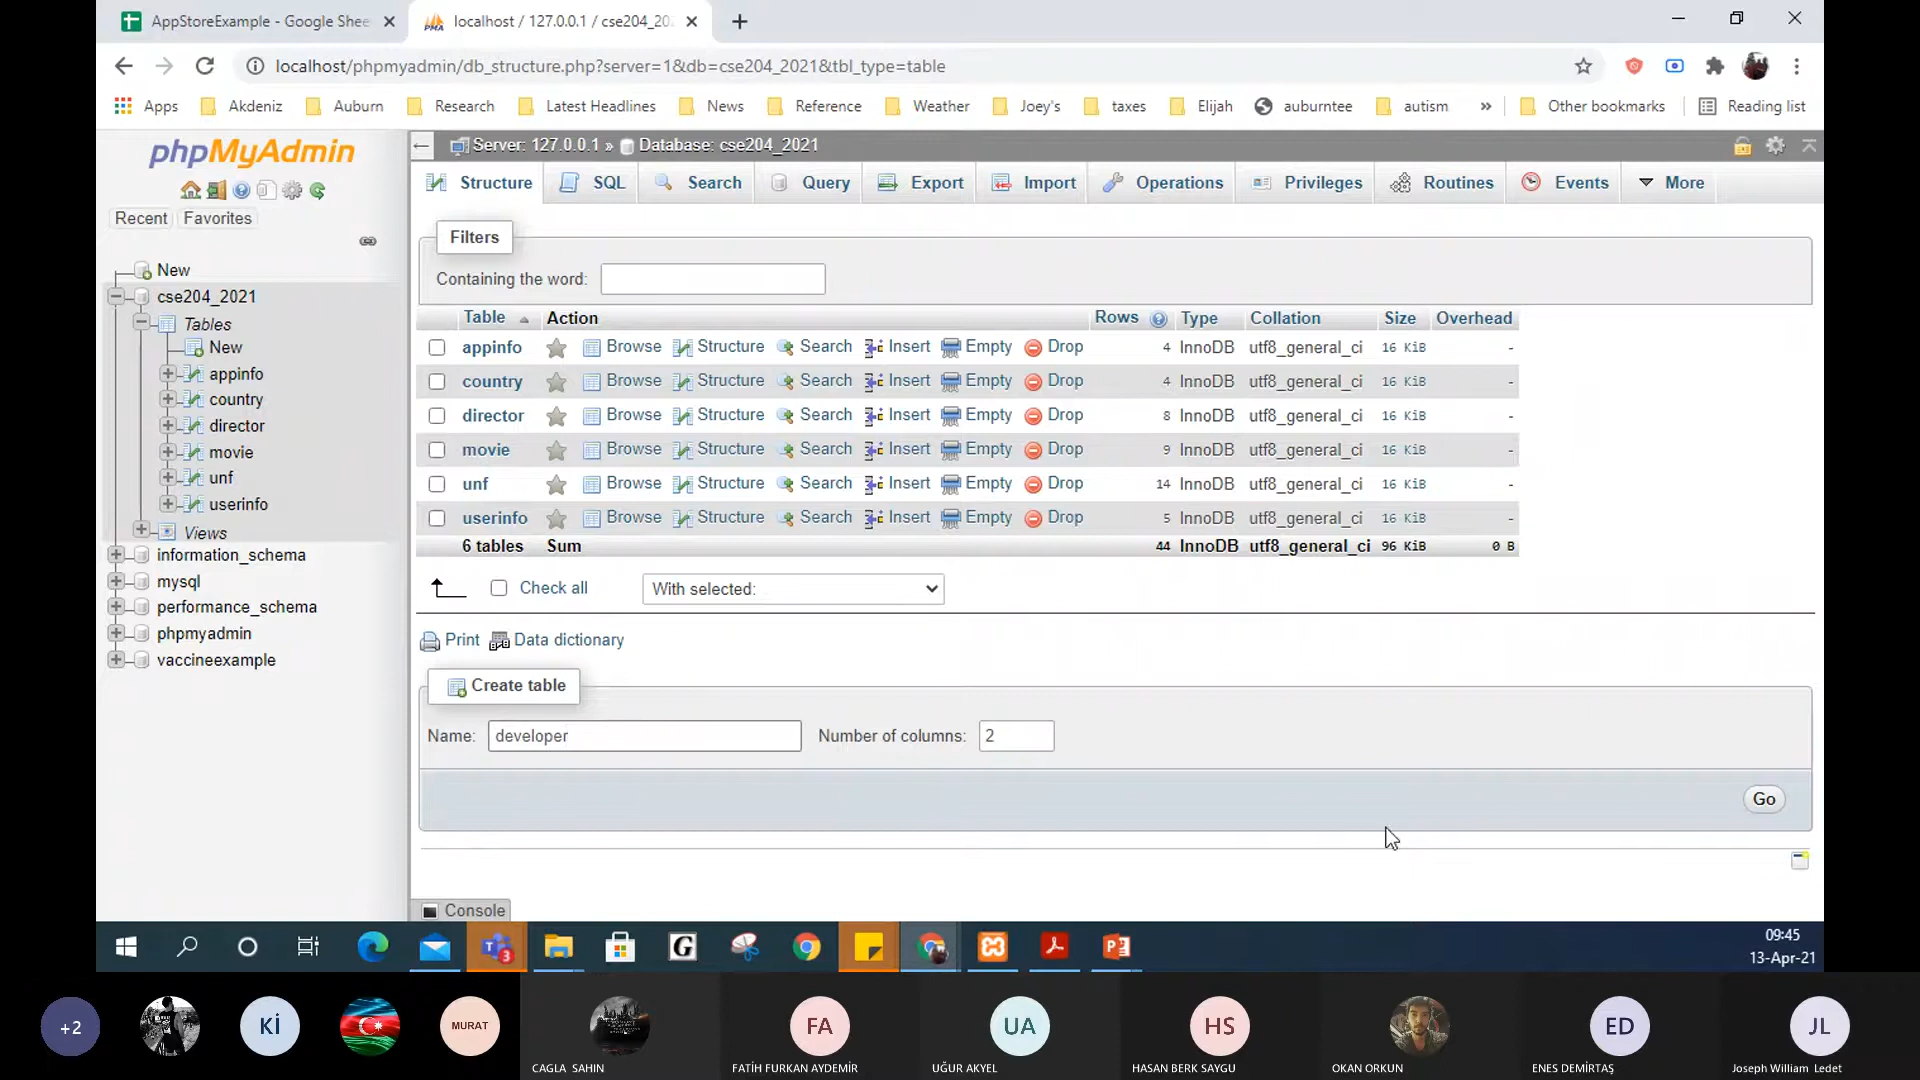 AppStoreExample - Google Shee
localhost / 127.0.0.1 / cse204_202
localhost/phpmyadmin/db_structure.php?server=1&db=cse204_2021&tbl_type=table
Apps Akdeniz Auburn Research Latest Headlines News Reference Weather Joey's taxes Elijah auburntee autism » Other bookmarks Reading list
phpMyAdmin
Recent Favorites
New
cse204_2021
Tables
New
appinfo
country
director
movie
unf
userinfo
Views
information_schema
mysql
performance_schema
phpmyadmin
vaccineexample
Server: 127.0.0.1 » Database: cse204_2021
Structure SQL Search Query Export Import Operations Privileges Routines Events More
Filters
Containing the word:
Table Action Rows Type Collation Size Overhead
appinfo Browse Structure Search Insert Empty Drop 4 InnoDB utf8_general_ci 16 KiB -
country Browse Structure Search Insert Empty Drop 4 InnoDB utf8_general_ci 16 KiB -
director Browse Structure Search Insert Empty Drop 8 InnoDB utf8_general_ci 16 KiB -
movie Browse Structure Search Insert Empty Drop 9 InnoDB utf8_general_ci 16 KiB -
unf Browse Structure Search Insert Empty Drop 14 InnoDB utf8_general_ci 16 KiB -
userinfo Browse Structure Search Insert Empty Drop 5 InnoDB utf8_general_ci 16 KiB -
6 tables Sum 44 InnoDB utf8_general_ci 96 KiB 0 B
Check all With selected:
Print Data dictionary
Create table
Name: developer Number of columns: 2
Go
Console
09:45
13-Apr-21
+2 Kİ MURAT FA UA HS ED JL
CAGLA SAHIN FATİH FURKAN AYDEMİR UĞUR AKYEL HASAN BERK SAYGU OKAN ORKUN ENES DEMİRTAŞ Joseph William Ledet